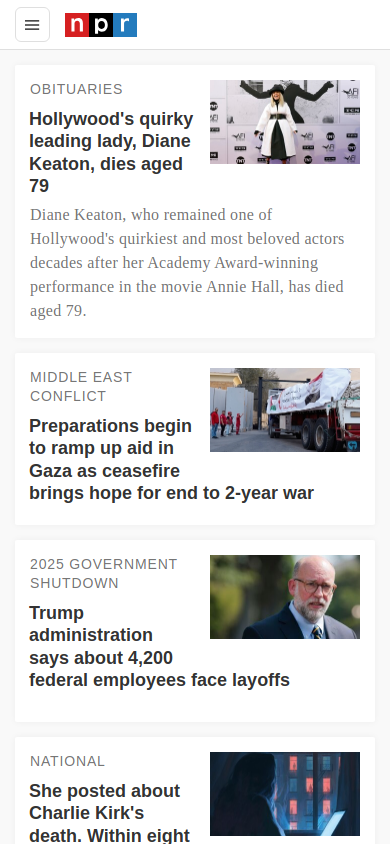 npr
OBITUARIES
Hollywood's quirky
leading lady, Diane
Keaton, dies aged
79
Diane Keaton, who remained one of
Hollywood's quirkiest and most beloved actors
decades after her Academy Award-winning
performance in the movie Annie Hall, has died
aged 79.
MIDDLE EAST
CONFLICT
Preparations begin
to ramp up aid in
Gaza as ceasefire
brings hope for end to 2-year war
2025 GOVERNMENT
SHUTDOWN
Trump
administration
says about 4,200
federal employees face layoffs
NATIONAL
She posted about
Charlie Kirk's
death. Within eight